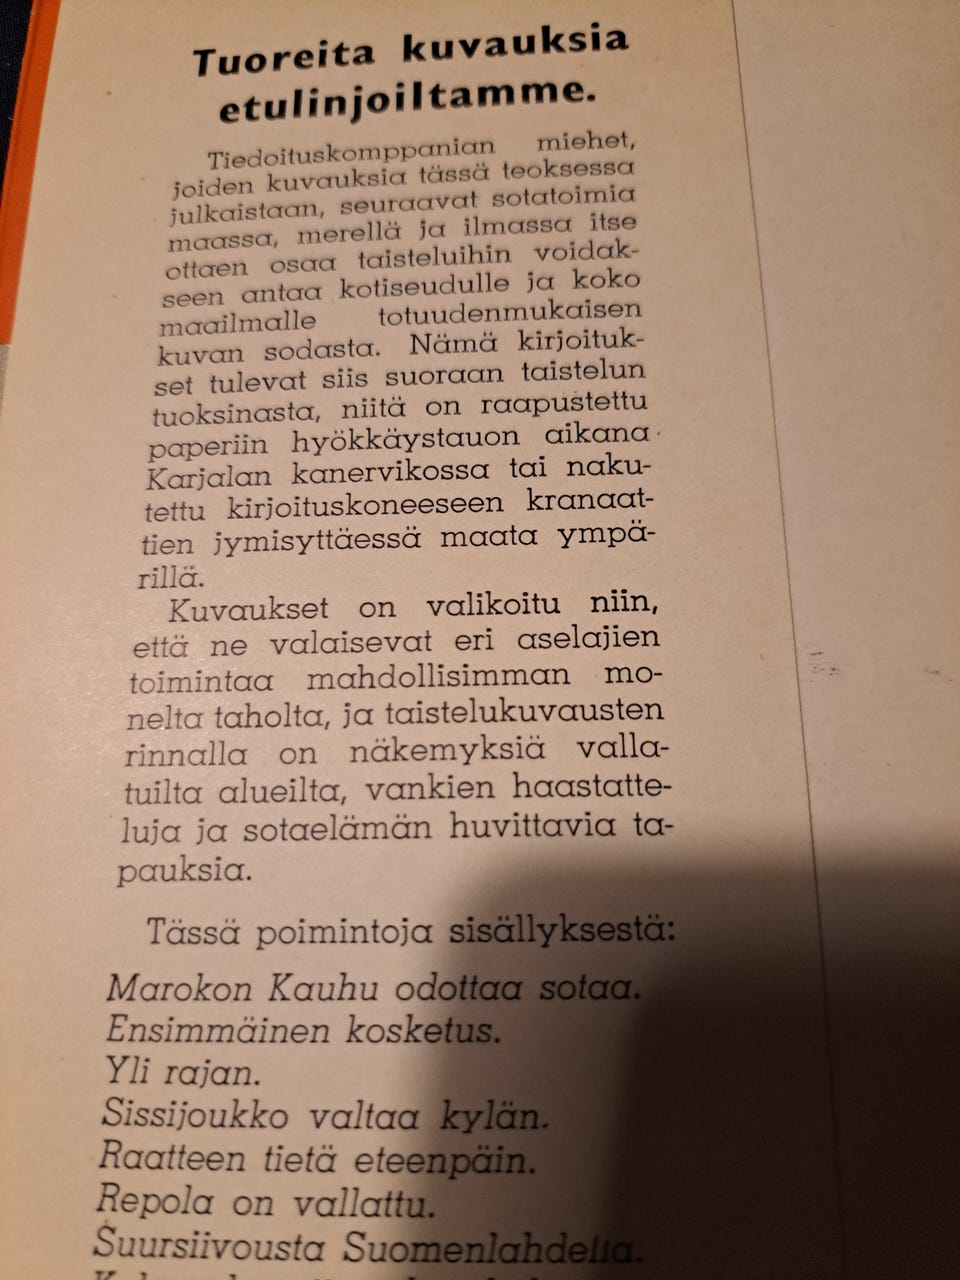 Tuoreita kuvauksia
etulinjoiltamme.
Tiedoituskomppanian miehet,
joiden kuvauksia tässä teoksessa
julkaistaan, seuraavat sotatoimia
maassa, merellä ja ilmassa itse
ottaen osaa taisteluihin voidak-
seen antaa kotiseudulle ja koko
maailmalle totuudenmukaisen
kuvan sodasta. Nämä kirjoituk-
set tulevat siis suoraan taistelun
tuoksinasta, niitä on raapustettu
paperiin hyökkäystauon aikana
Karjalan kanervikossa tai naku-
tettu kirjoituskoneeseen kranaat-
tien jymisyttäessä maata ympä-
rillä.
Kuvaukset on valikoitu niin,
että ne valaisevat eri aselajien
toimintaa mahdollisimman mo-
nelta taholta, ja taistelukuvausten
rinnalla on näkemyksiä valla-
tuilta alueilta, vankien haastatte-
luja ja sotaelämän huvittavia ta-
pauksia.
Tässä poimintoja sisällyksestä:
Marokon Kauhu odottaa sotaa.
Ensimmäinen kosketus.
Yli rajan.
Sissijoukko valtaa kylän.
Raatteen tietä eteenpäin.
Repola on vallattu.
Suursiivousta Suomenlahdella.